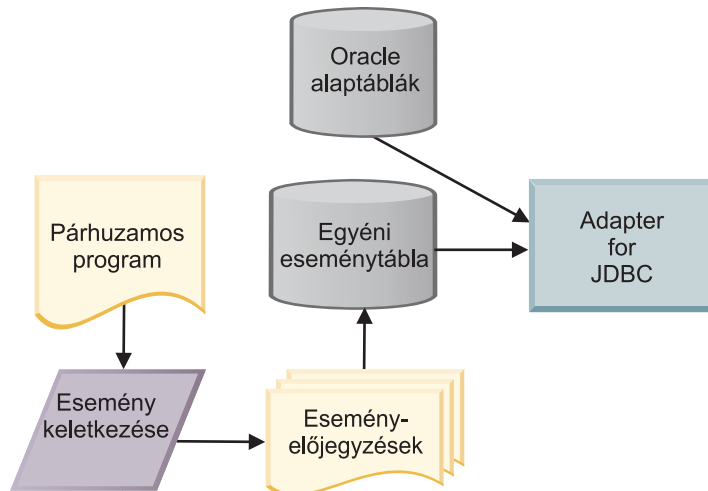 Oracle
alaptáblák
Párhuzamos
program
Egyéni
eseménytábla
Adapter
for
JDBC
Esemény
keletkezése
Esemény-
előjegyzések